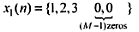 x₁(n) = {1, 2, 3 0, 0 }
(M−1)zeros